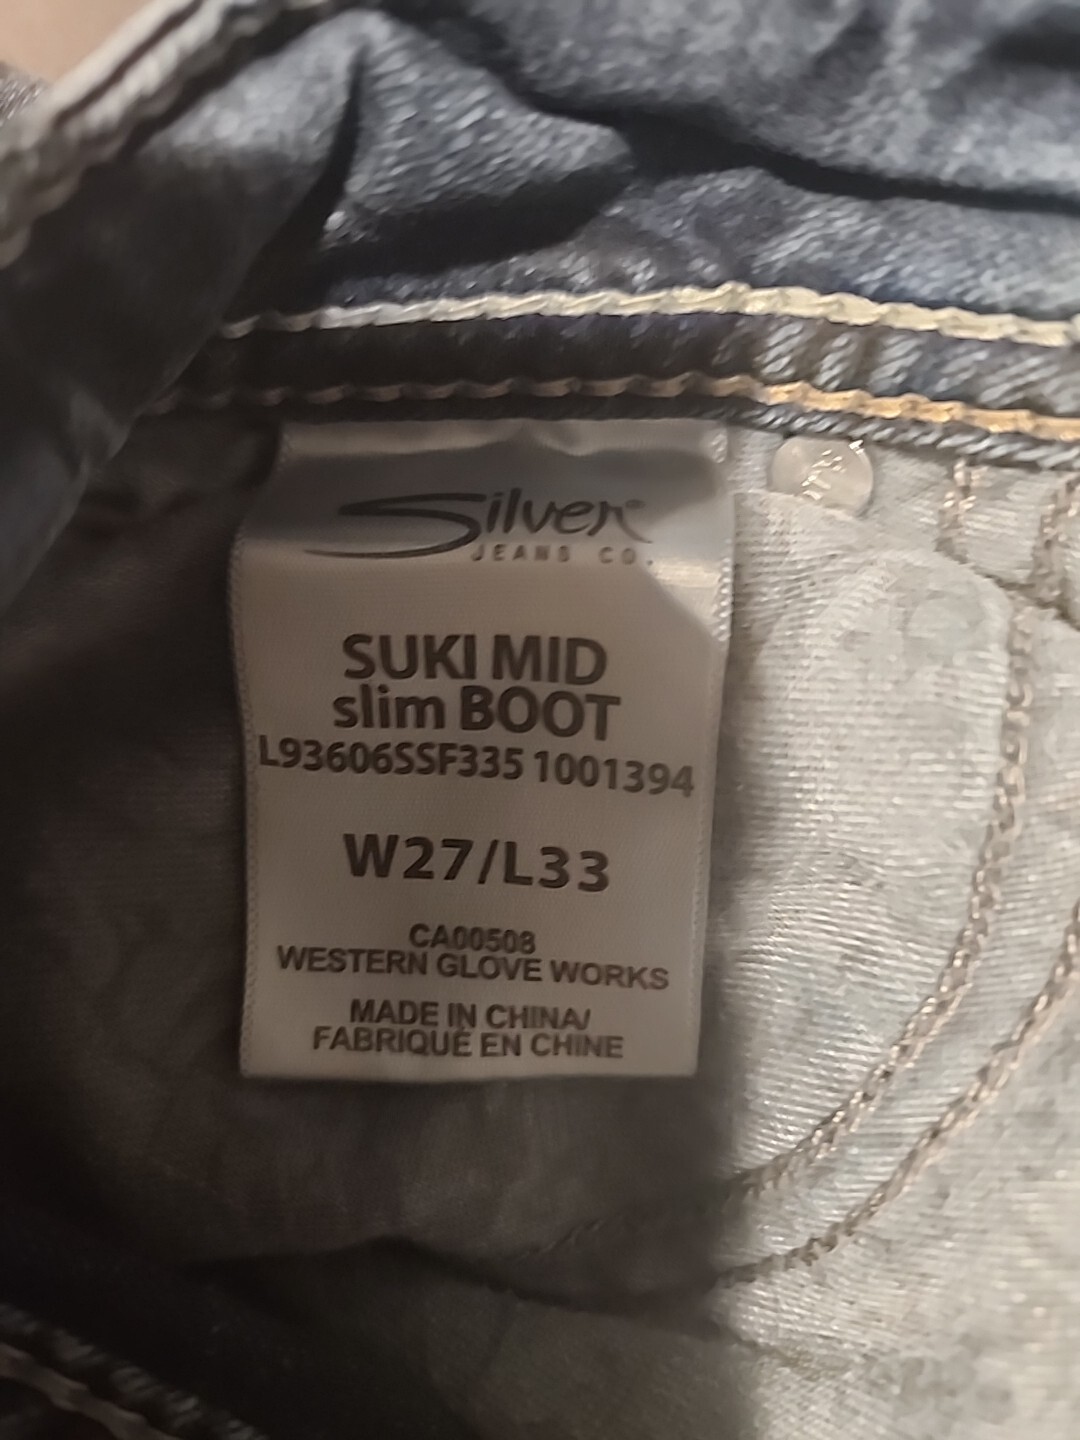 Silver®
JEANS CO.
SUKI MID
slim BOOT
L93606SSF335 1001394
W27/L33
CA00508
WESTERN GLOVE WORKS
MADE IN CHINA/
FABRIQUÉ EN CHINE